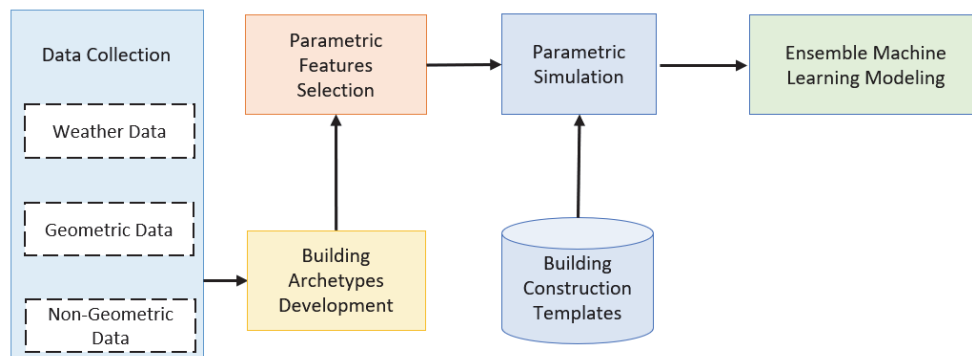 Data Collection
Weather Data
Geometric Data
Non-Geometric
Data
Parametric
Features
Selection
Building
Archetypes
Development
Parametric
Simulation
Building
Construction
Templates
Ensemble Machine
Learning Modeling